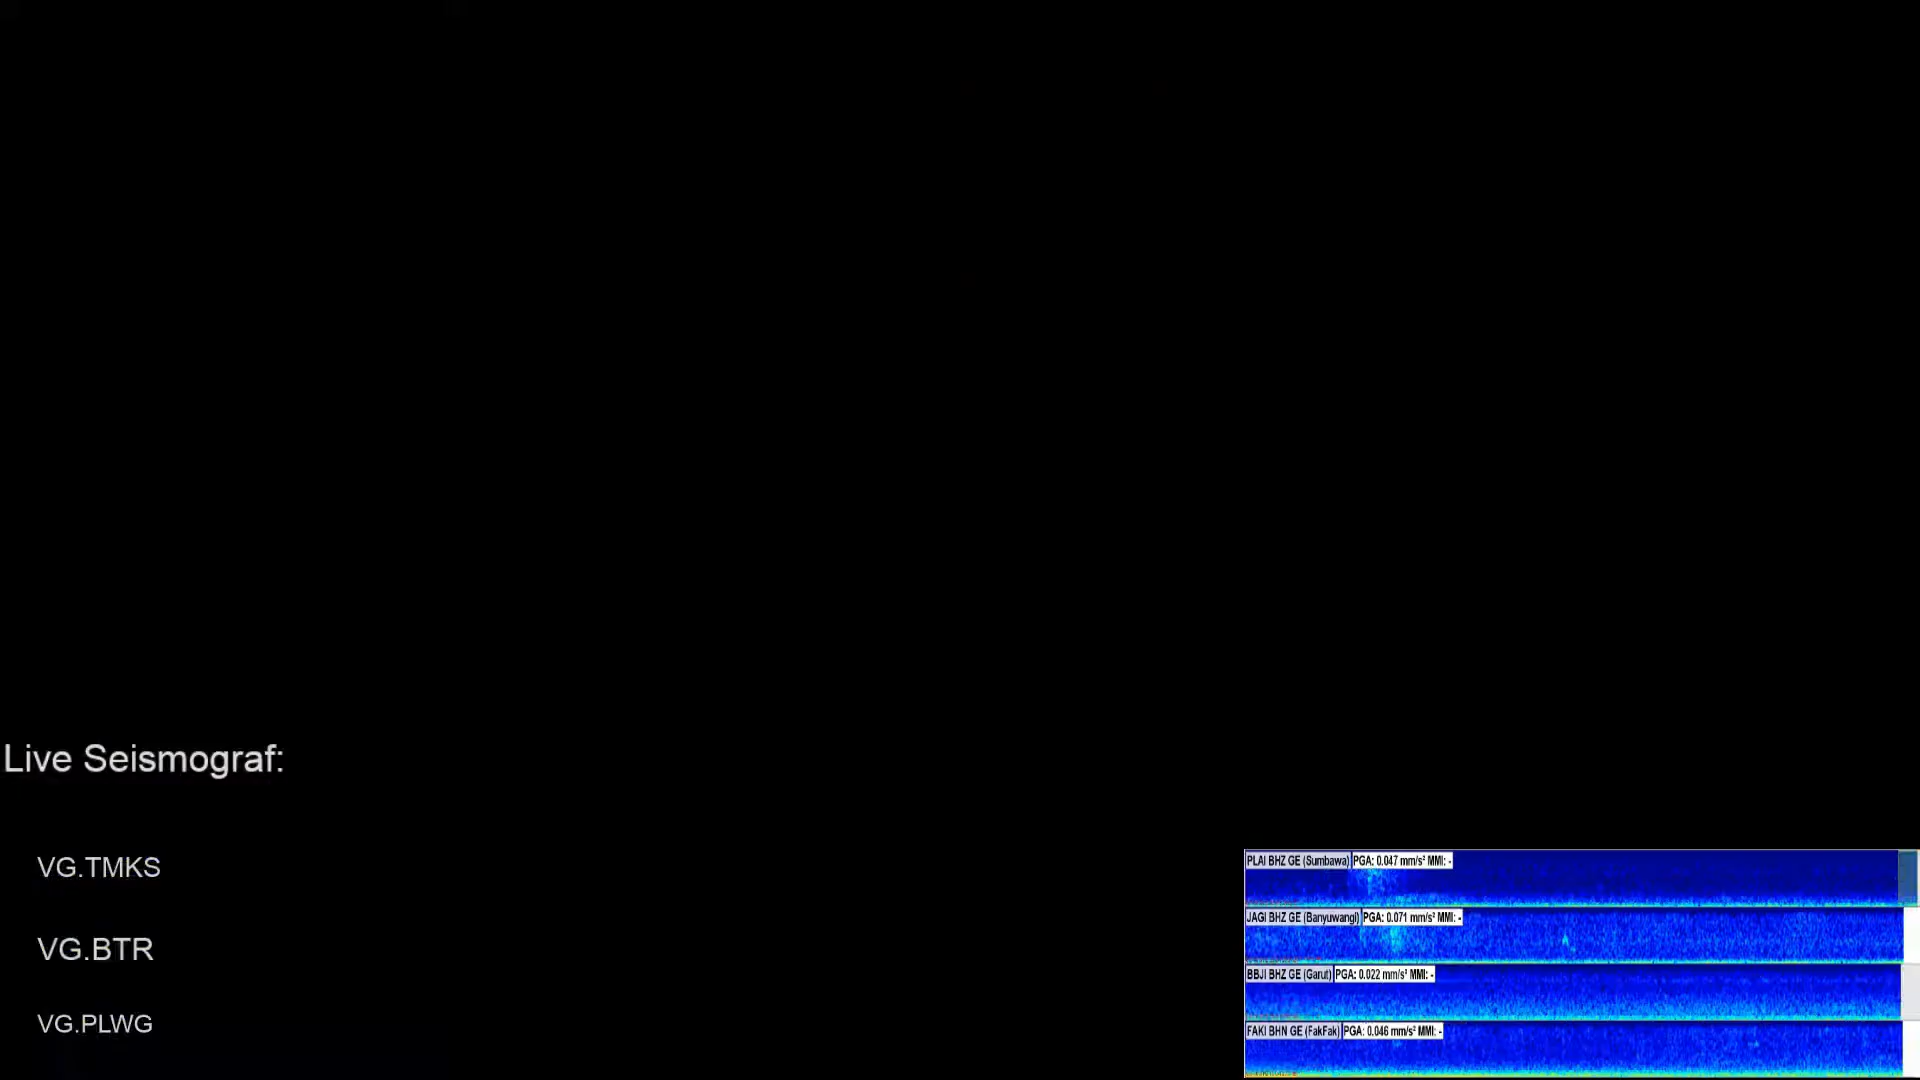 Live Seismograf:
VG.TMKS
VG.BTR
VG.PLWG
PLAI BHZ GE (Sumbawa) PGA: 0.047 mm/s² MMI: -
JAGI BHZ GE (Banyuwangi) PGA: 0.071 mm/s² MMI: -
BBJI BHZ GE (Garut) PGA: 0.022 mm/s² MMI: -
FAKI BHN GE (FakFak) PGA: 0.046 mm/s² MMI: -